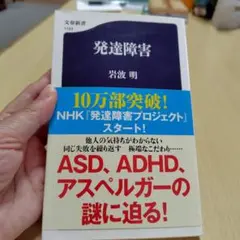 文春新書
発達障害
岩波 明
10万部突破！
NHK「発達障害プロジェクト」
スタート！
他人の気持ちがわからない
同じ失敗を繰り返す 極端なこだわり…
ASD、ADHD、
アスペルガーの
謎に迫る！